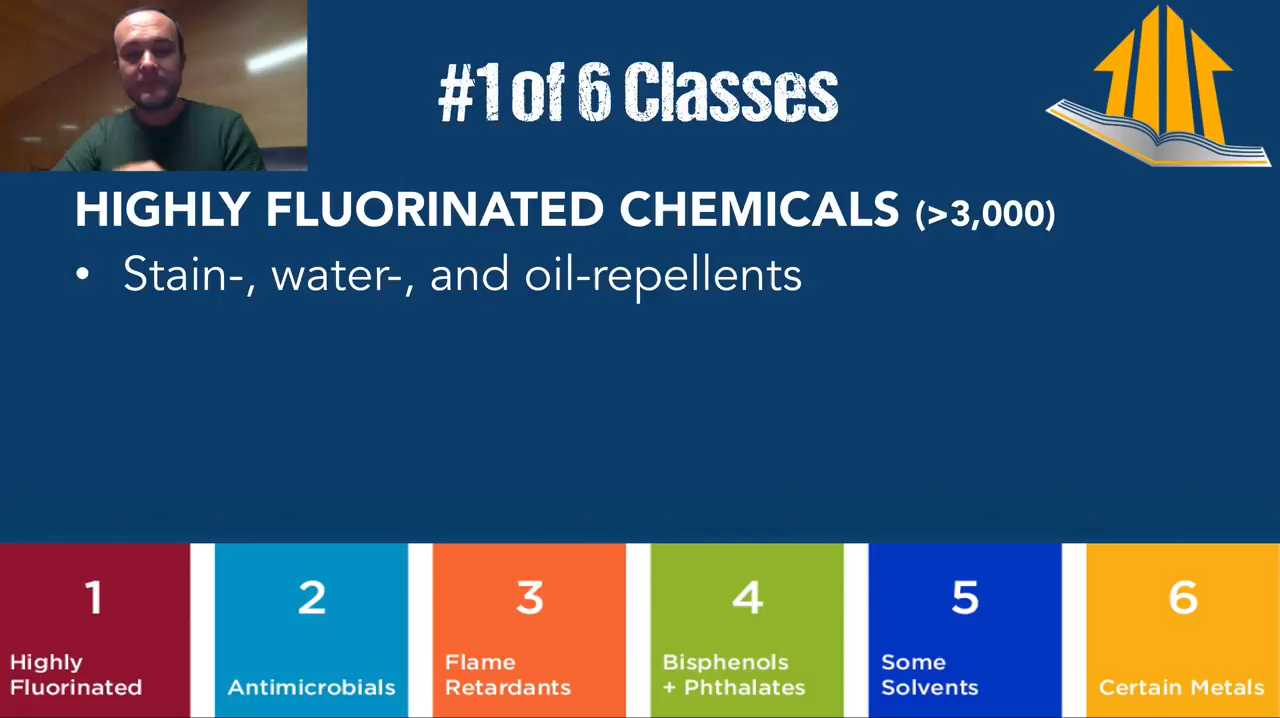 #1 of 6 Classes
HIGHLY FLUORINATED CHEMICALS (>3,000)
• Stain-, water-, and oil-repellents
1
Highly
Fluorinated
2
Antimicrobials
3
Flame
Retardants
4
Bisphenols
+ Phthalates
5
Some
Solvents
6
Certain Metals